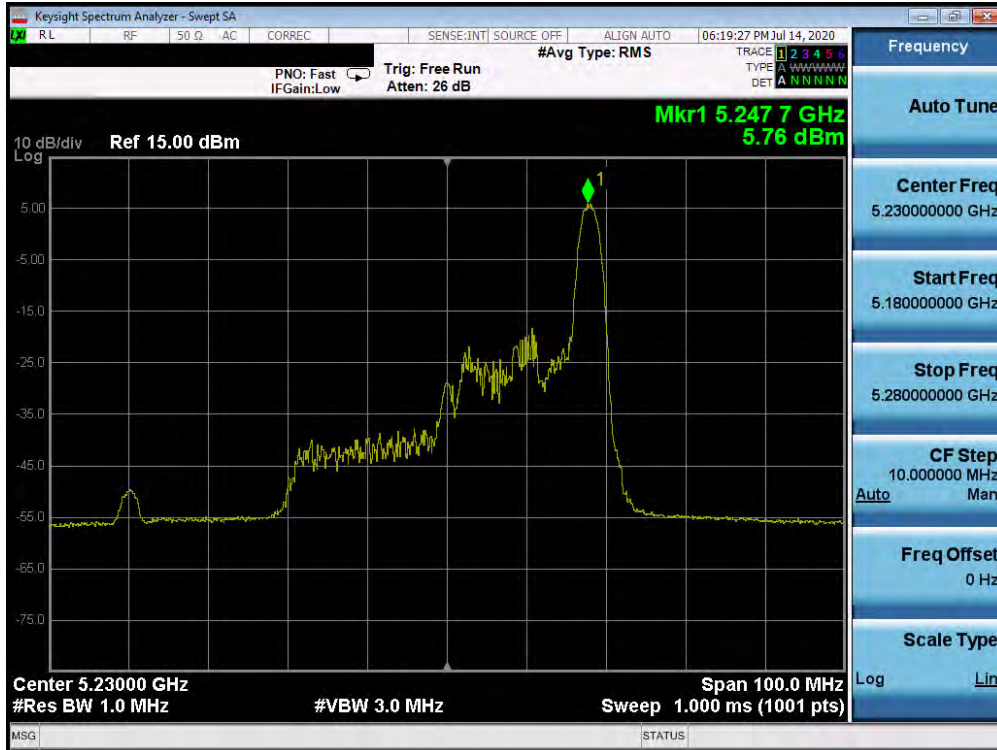 Keysight Spectrum Analyzer - Swept SA
LXI RL RF 50 Ω AC CORREC SENSE:INT SOURCE OFF ALIGN AUTO 06:19:27 PM Jul 14, 2020
#Avg Type: RMS
TRACE 1 2 3 4 5 6
TYPE A WWWWW
DET A N N N N N
PNO: Fast Trig: Free Run
IFGain:Low Atten: 26 dB
Mkr1 5.247 7 GHz
5.76 dBm
10 dB/div Ref 15.00 dBm
Log
1
5.00
-5.00
-15.0
-25.0
-35.0
-45.0
-55.0
-65.0
-75.0
Center 5.23000 GHz Span 100.0 MHz
#Res BW 1.0 MHz #VBW 3.0 MHz Sweep 1.000 ms (1001 pts)
MSG STATUS
Frequency
Auto Tune
Center Freq
5.230000000 GHz
Start Freq
5.180000000 GHz
Stop Freq
5.280000000 GHz
CF Step
10.000000 MHz
Auto Man
Freq Offset
0 Hz
Scale Type
Log Lin